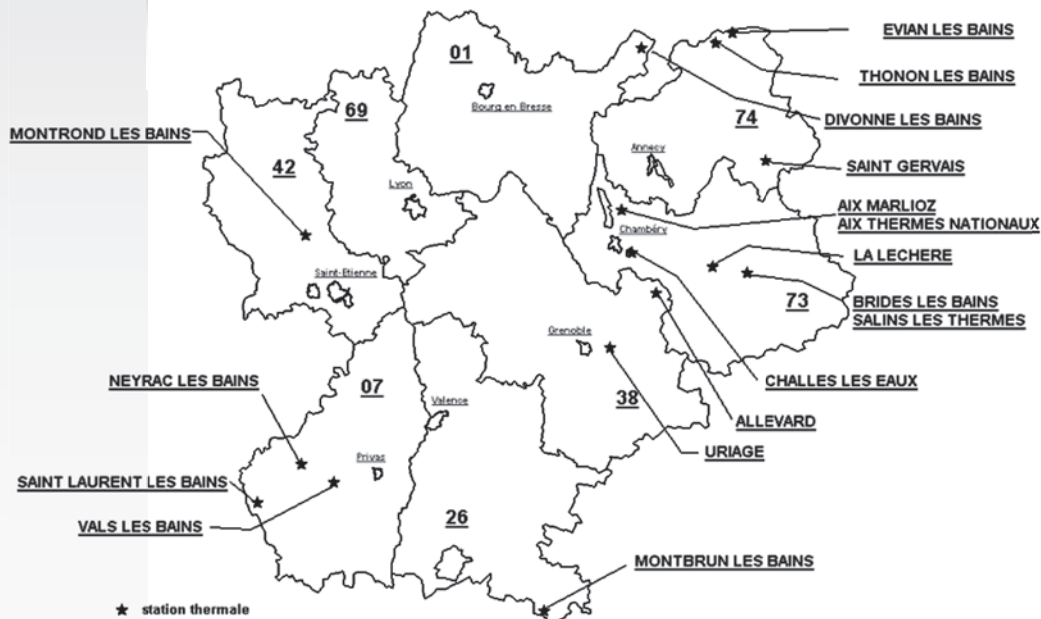 EVIAN LES BAINS
01
THONON LES BAINS
Bourg en Bresse
69
74
DIVONNE LES BAINS
MONTROND LES BAINS
Annecy
42
SAINT GERVAIS
Lyon
AIX MARLIOZ
AIX THERMES NATIONAUX
Chambéry
LA LECHERE
Saint-Etienne
73
BRIDES LES BAINS
SALINS LES THERMES
Grenoble
NEYRAC LES BAINS
07
CHALLES LES EAUX
38
Valence
ALLEVARD
URIAGE
Privas
SAINT LAURENT LES BAINS
VALS LES BAINS
26
MONTBRUN LES BAINS
station thermale